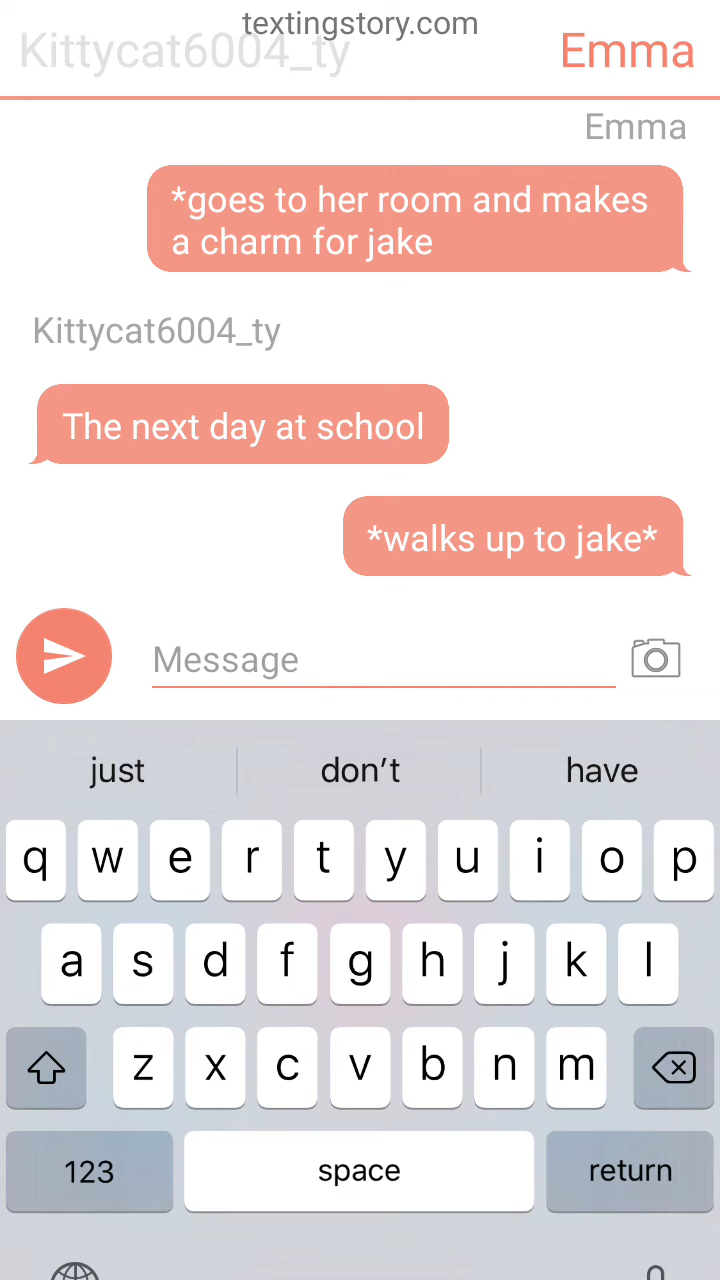 textingstory.com
Kittycat6004_ty
Emma
Emma
*goes to her room and makes
a charm for jake
Kittycat6004_ty
The next day at school
*walks up to jake*
Message
just don't have
q w e r t y u i o p
a s d f g h j k l
z x c v b n m
123 space return